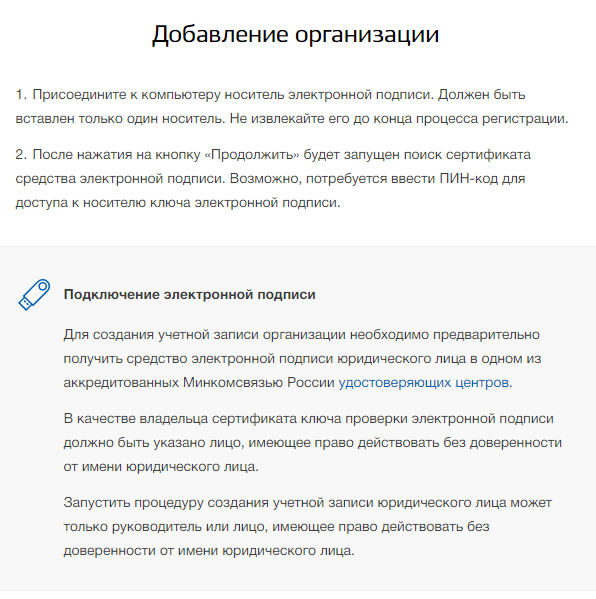 Добавление организации
1. Присоедините к компьютеру носитель электронной подписи. Должен быть
вставлен только один носитель. Не извлекайте его до конца процесса регистрации.
2. После нажатия на кнопку «Продолжить» будет запущен поиск сертификата
средства электронной подписи. Возможно, потребуется ввести ПИН-код для
доступа к носителю ключа электронной подписи.
Подключение электронной подписи
Для создания учетной записи организации необходимо предварительно
получить средство электронной подписи юридического лица в одном из
аккредитованных Минкомсвязью России удостоверяющих центров.
В качестве владельца сертификата ключа проверки электронной подписи
должно быть указано лицо, имеющее право действовать без доверенности
от имени юридического лица.
Запустить процедуру создания учетной записи юридического лица может
только руководитель или лицо, имеющее право действовать без
доверенности от имени юридического лица.